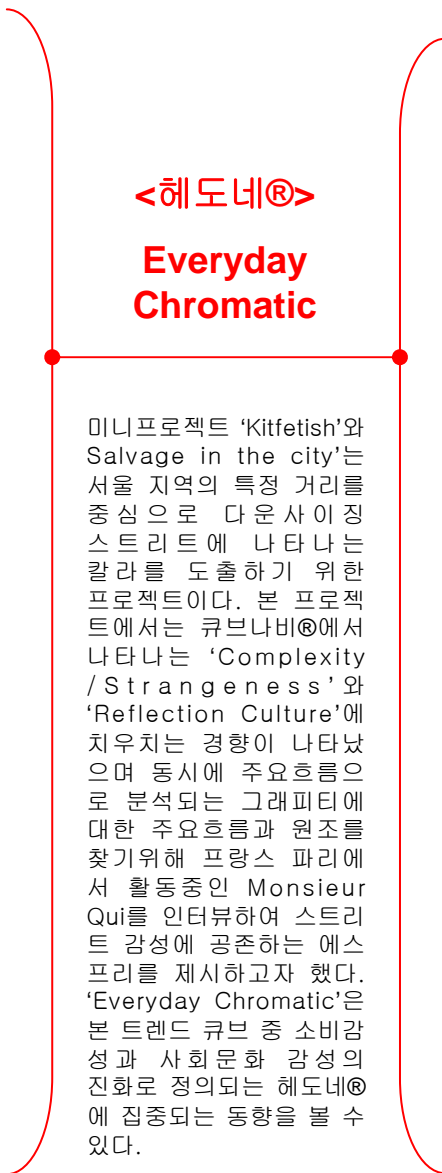 <헤도네®>
Everyday
Chromatic
미니프로젝트 ‘Kitfetish’와
Salvage in the city’는
서울 지역의 특정 거리를
중심으로 다운사이징
스트리트에 나타나는
칼라를 도출하기 위한
프로젝트이다. 본 프로젝
트에서는 큐브나비®에서
나타나는 ‘Complexity
/Strangeness’와
‘Reflection Culture’에
치우치는 경향이 나타났
으며 동시에 주요흐름으
로 분석되는 그래피티에
대한 주요흐름과 원조를
찾기위해 프랑스 파리에
서 활동중인 Monsieur
Qui를 인터뷰하여 스트리
트 감성에 공존하는 에스
프리를 제시하고자 했다.
‘Everyday Chromatic’은
본 트렌드 큐브 중 소비감
성과 사회문화 감성의
진화로 정의되는 헤도네®
에 집중되는 동향을 볼 수
있다.